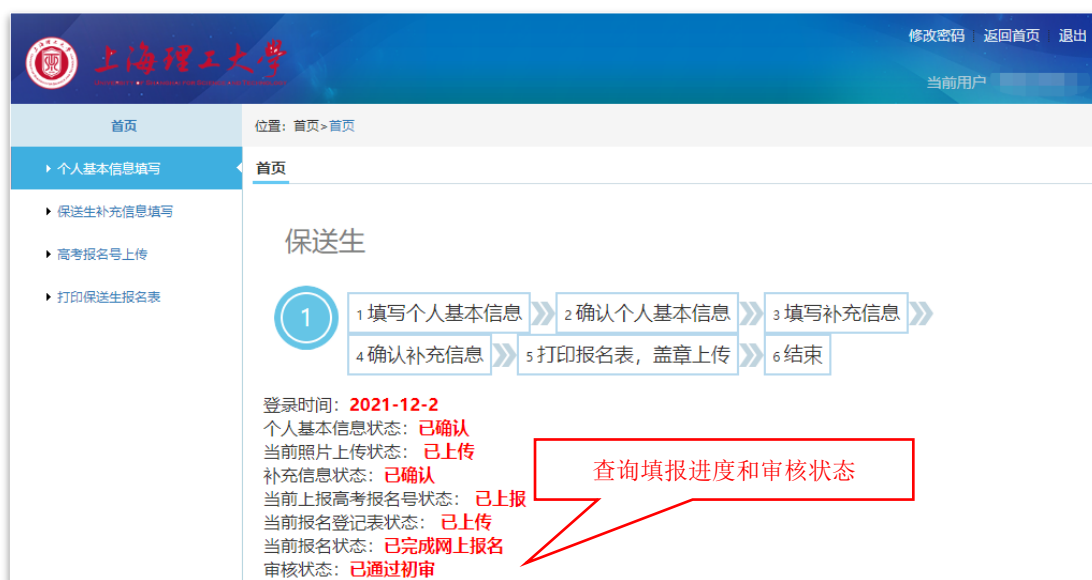 修改密码 返回首页 退出
上海理工大學
当前用户
首页
位置：首页>首页
个人基本信息填写
首页
保送生补充信息填写
高考报名号上传
打印保送生报名表
保送生
1
1 填写个人基本信息
2 确认个人基本信息
3 填写补充信息
4 确认补充信息
5 打印报名表，盖章上传
6 结束
登录时间：2021-12-2
个人基本信息状态：已确认
当前照片上传状态： 已上传
补充信息状态：已确认
当前上报高考报名号状态： 已上报
当前报名登记表状态： 已上传
当前报名状态：已完成网上报名
审核状态：已通过初审
查询填报进度和审核状态